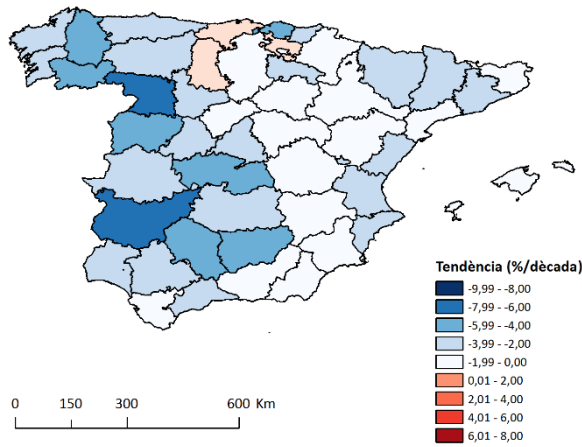 Tendència (%/dècada)
-9,99 - -8,00
-7,99 - -6,00
-5,99 - -4,00
-3,99 - -2,00
-1,99 - 0,00
0,01 - 2,00
2,01 - 4,00
4,01 - 6,00
6,01 - 8,00
0 150 300 600 Km